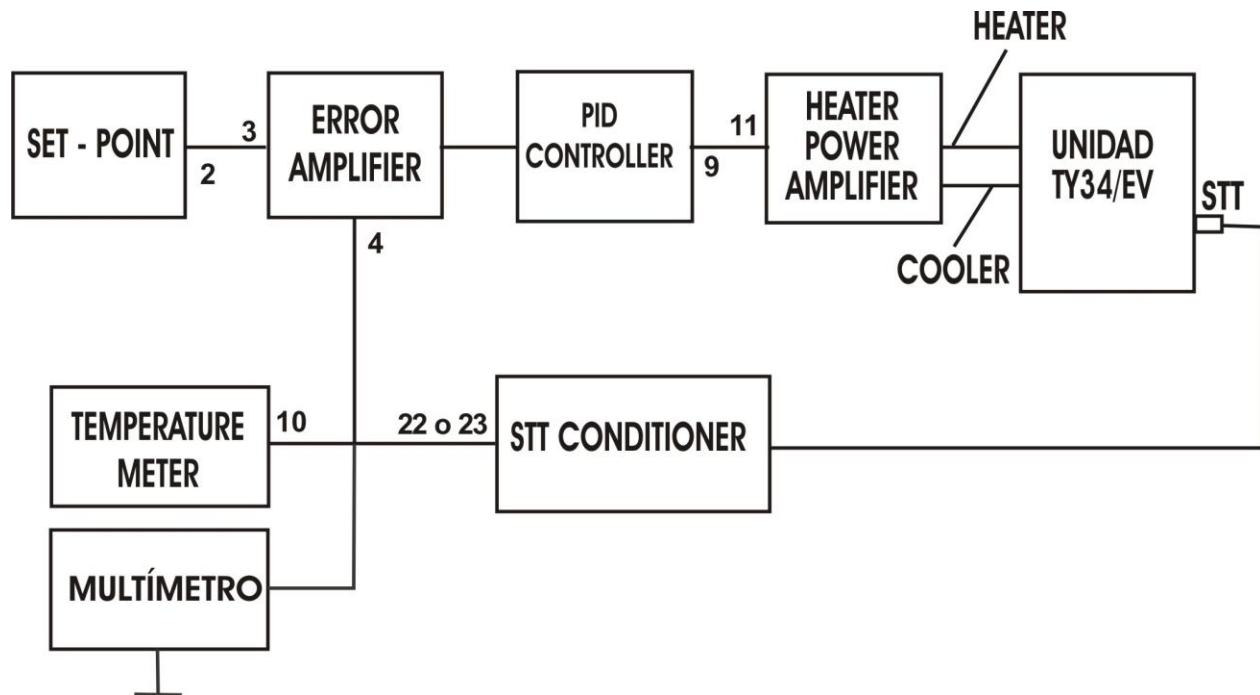 HEATER
SET - POINT
2
3
ERROR
AMPLIFIER
4
PID
CONTROLLER
9
11
HEATER
POWER
AMPLIFIER
COOLER
UNIDAD
TY34/EV
STT
TEMPERATURE
METER
10
22 o 23
STT CONDITIONER
MULTÍMETRO